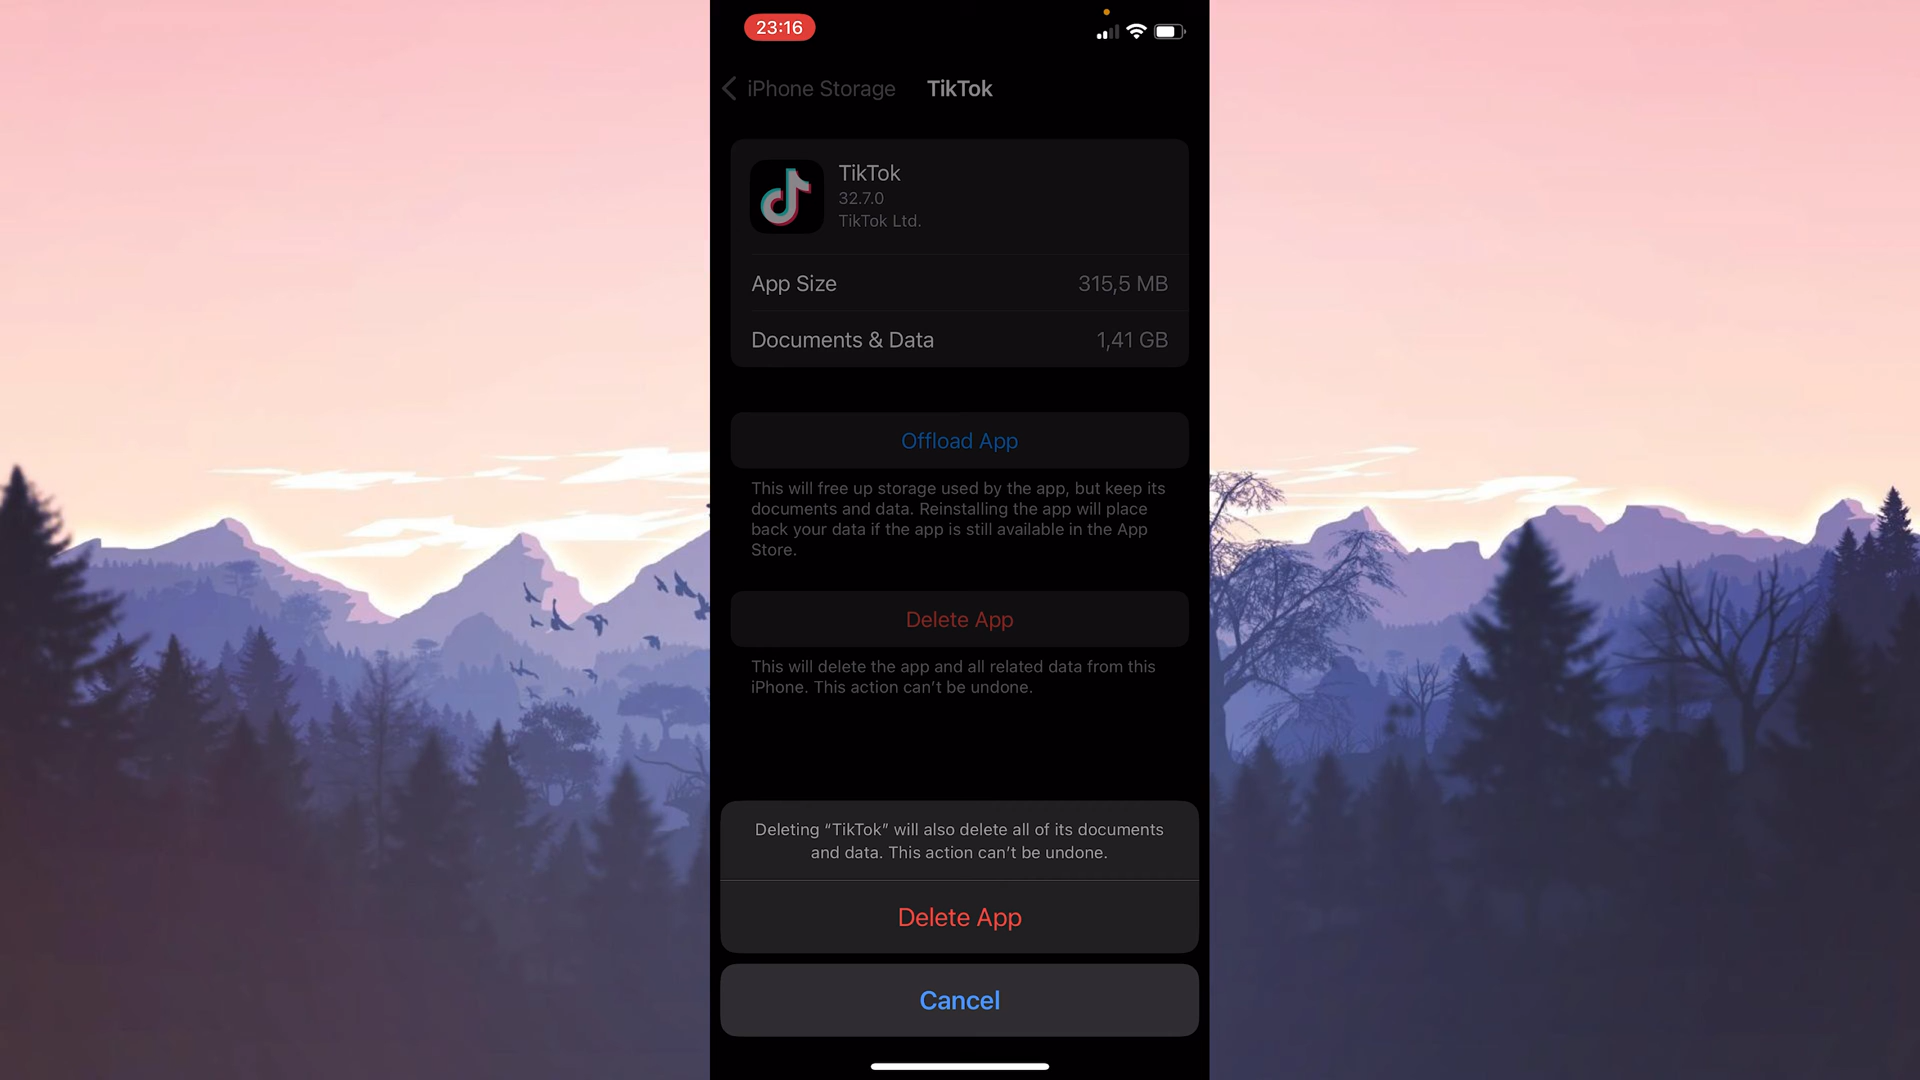 23:16
iPhone Storage
TikTok
TikTok
32.7.0
TikTok Ltd.
App Size
315,5 MB
Documents & Data
1,41 GB
Offload App
This will free up storage used by the app, but keep its
documents and data. Reinstalling the app will place
back your data if the app is still available in the App
Store.
Delete App
This will delete the app and all related data from this
iPhone. This action can’t be undone.
Deleting “TikTok” will also delete all of its documents
and data. This action can’t be undone.
Delete App
Cancel